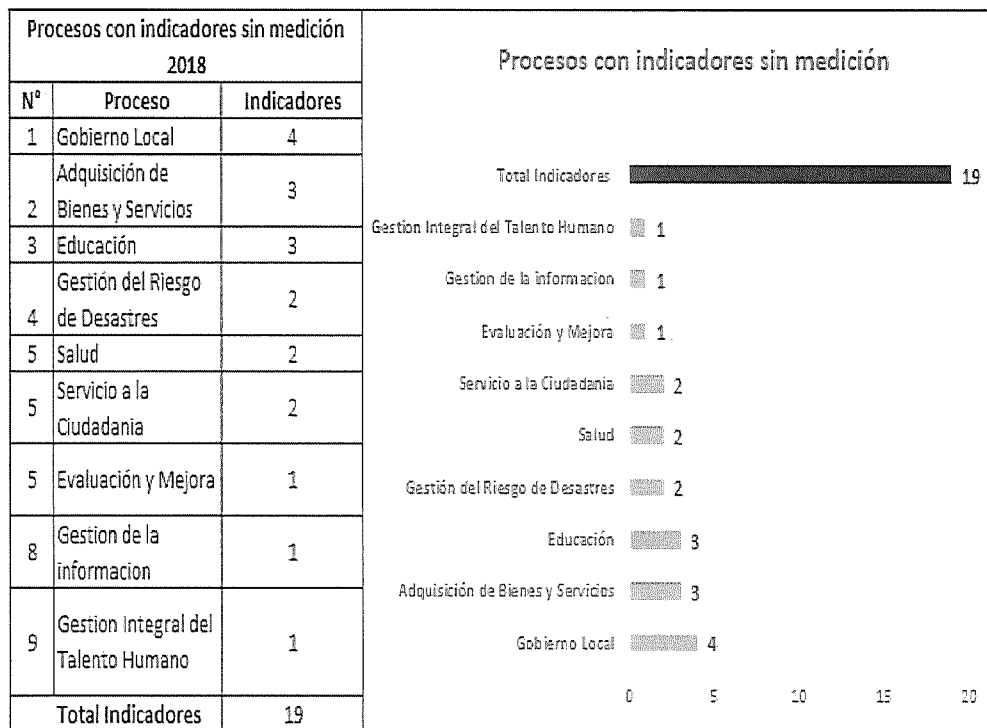 Procesos con indicadores sin medición
2018
Nº Proceso Indicadores
1 Gobierno Local 4
Adquisición de
2 Bienes y Servicios 3
3 Educación 3
Gestión del Riesgo
4 de Desastres 2
5 Salud 2
5 Servicio a la
Ciudadania 2
5 Evaluación y Mejora 1
8 Gestion de la
informacion 1
9 Gestion Integral del
Talento Humano 1
Total Indicadores 19
Procesos con indicadores sin medición
Total Indicadores 19
Gestion Integral del Talento Humano 1
Gestion de la informacion 1
Evaluación y Mejora 1
Servicio a la Ciudadania 2
Salud 2
Gestión del Riesgo de Desastres 2
Educación 3
Adquisición de Bienes y Servicios 3
Gobierno Local 4
0 5 10 15 20